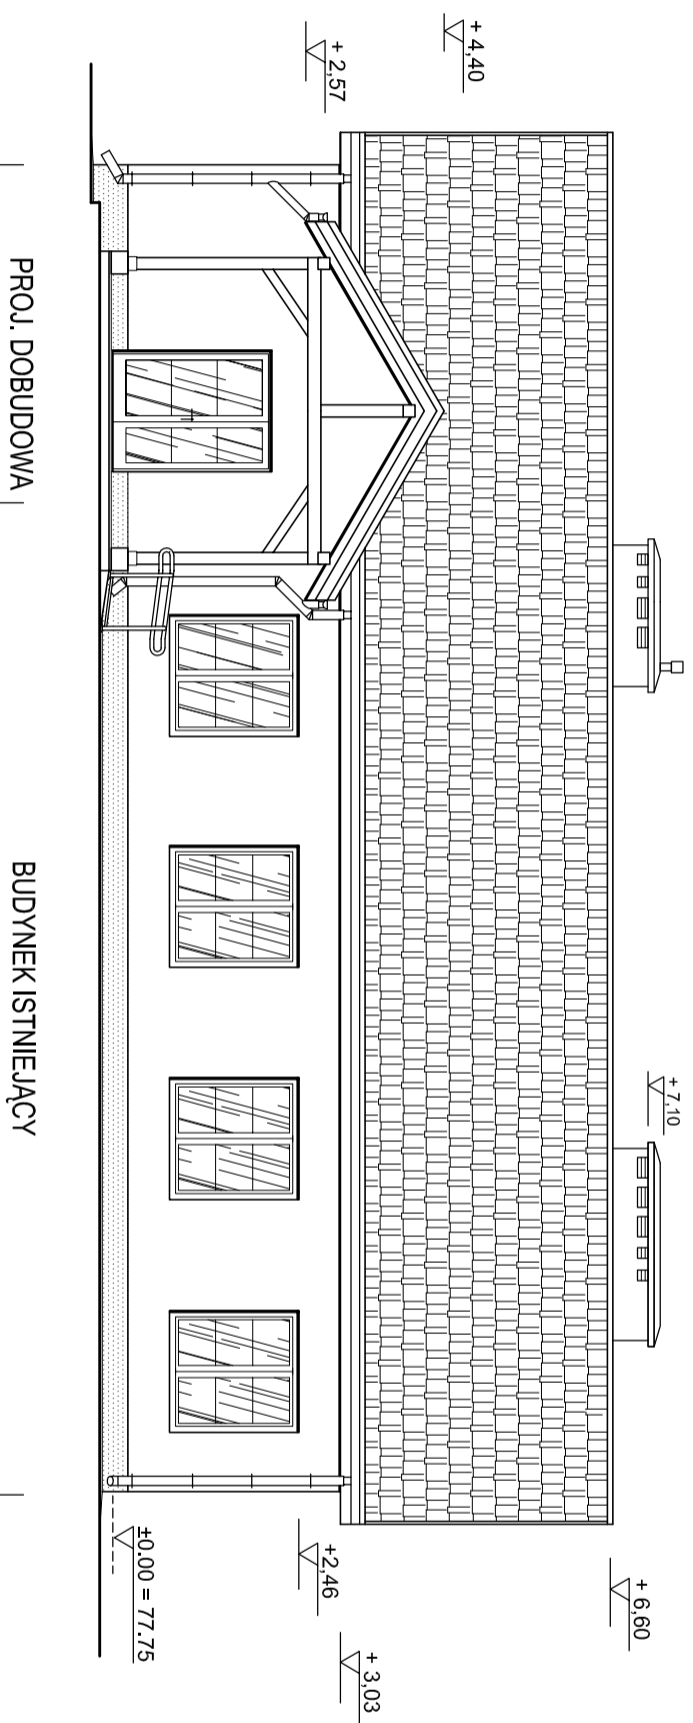 + 4,40
+ 2,57
+ 7,10
+ 6,60
+ 3,03
+2,46
±0.00 = 77.75
PROJ. DOBUDOWA
BUDYNEK ISTNIEJĄCY